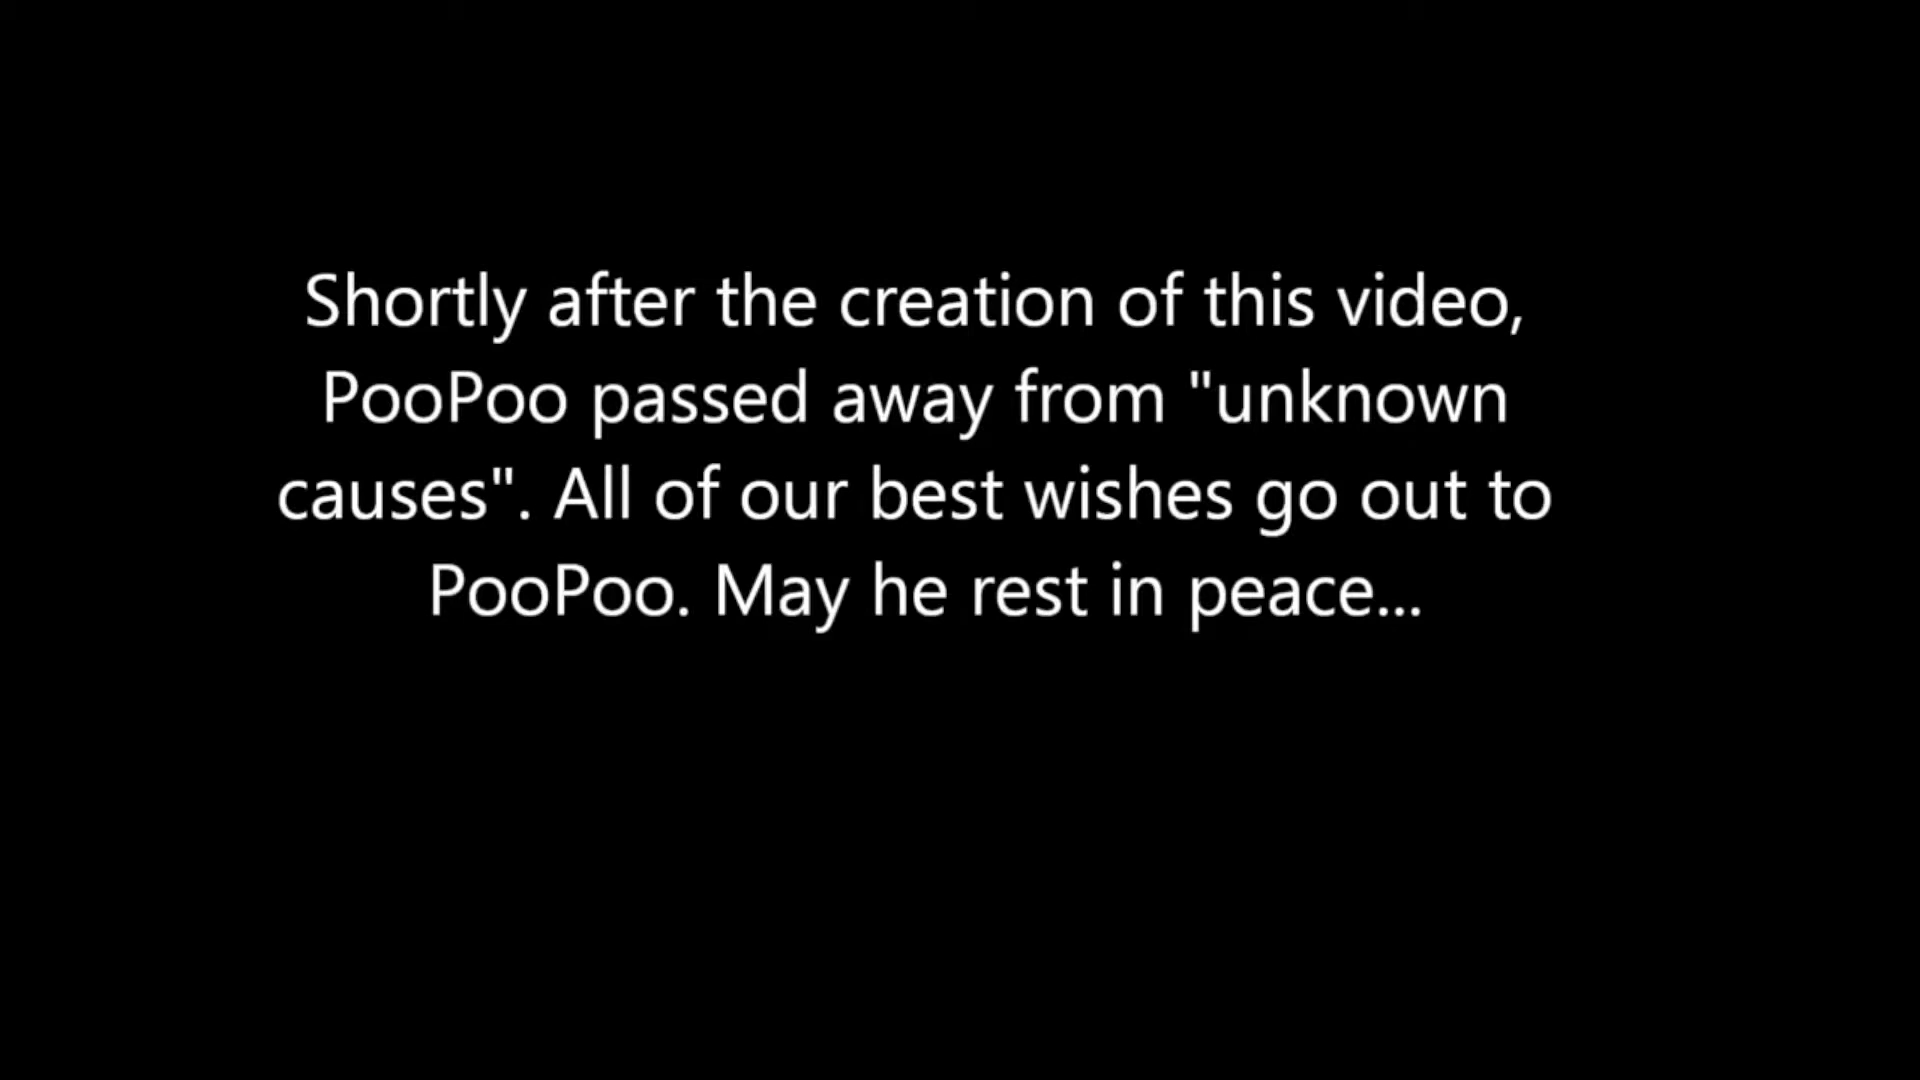 Shortly after the creation of this video,
PooPoo passed away from "unknown
causes". All of our best wishes go out to
PooPoo. May he rest in peace...